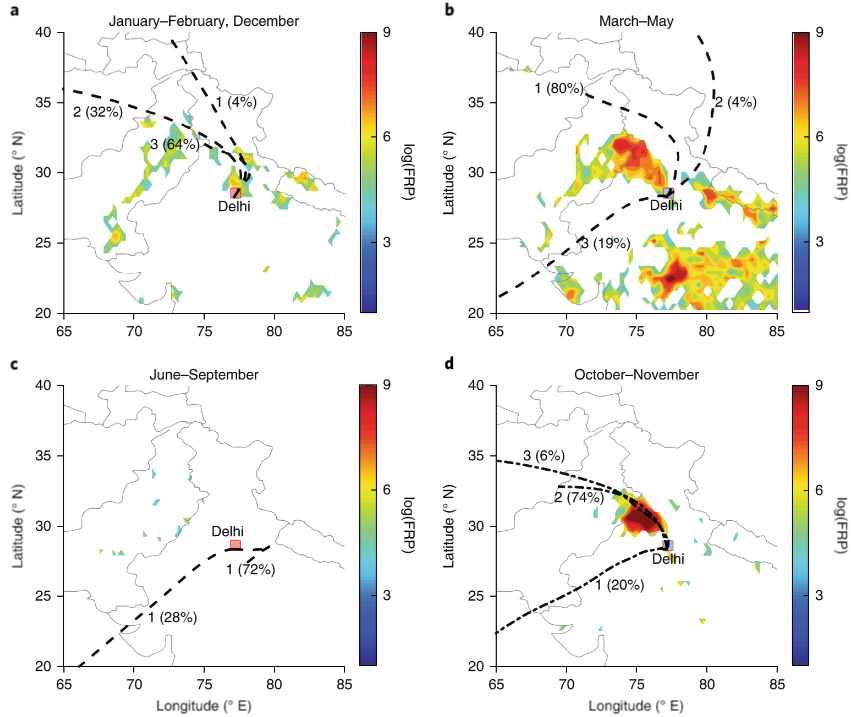 a
January–February, December
40
35
30
25
20
65
70
75
80
85
Latitude (° N)
1 (4%)
2 (32%)
3 (64%)
Delhi
9
6
3
log(FRP)
b
March–May
40
35
30
25
20
65
70
75
80
85
Latitude (° N)
1 (80%)
2 (4%)
3 (19%)
Delhi
9
6
3
log(FRP)
c
June–September
40
35
30
25
20
65
70
75
80
85
Latitude (° N)
Longitude (° E)
Delhi
1 (72%)
1 (28%)
9
6
3
log(FRP)
d
October–November
40
35
30
25
20
65
70
75
80
85
Latitude (° N)
Longitude (° E)
3 (6%)
2 (74%)
Delhi
1 (20%)
9
6
3
log(FRP)